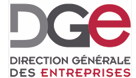 DGE
DIRECTION GÉNÉRALE
DES ENTREPRISES